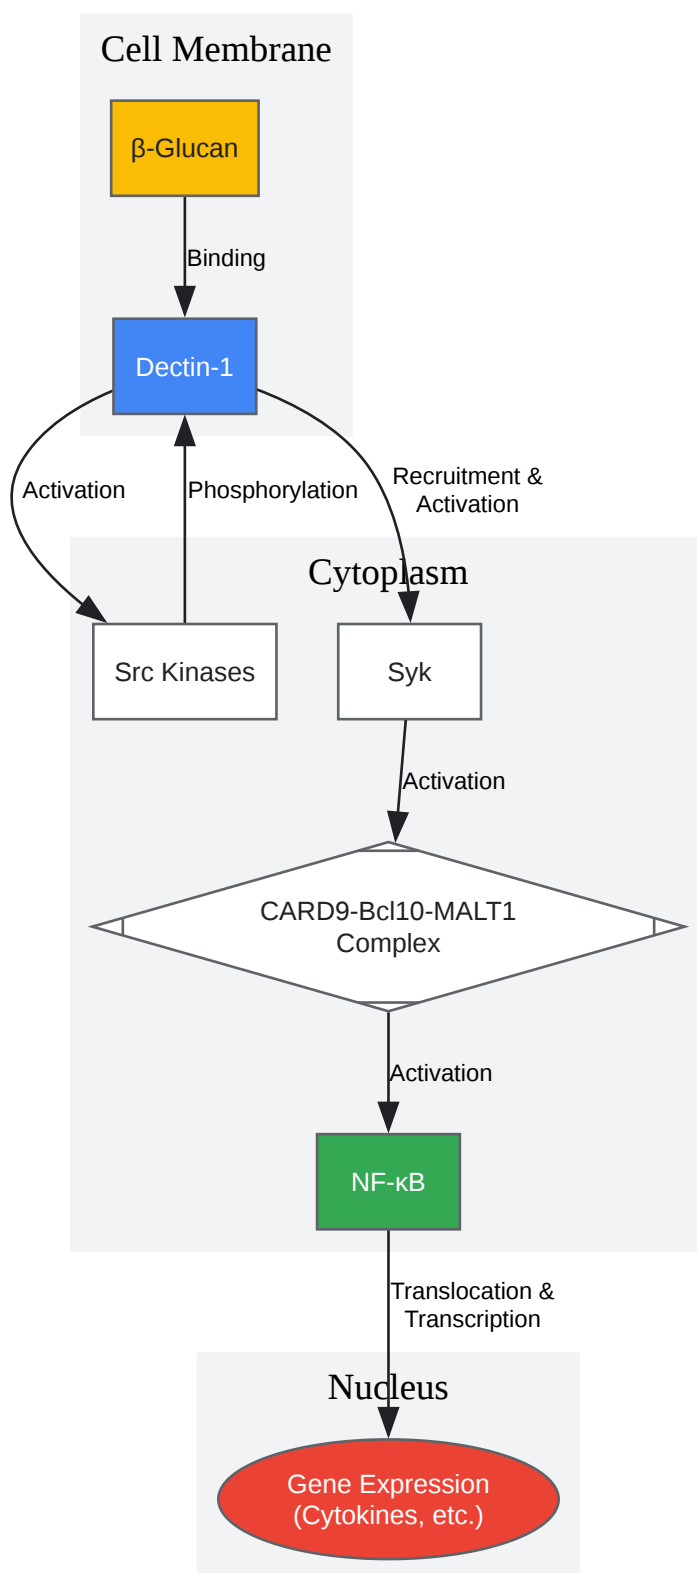 Cell Membrane
β-Glucan
Binding
Dectin-1
Activation
Phosphorylation
Recruitment &
Activation
Cytoplasm
Src Kinases
Syk
Activation
CARD9-Bcl10-MALT1
Complex
Activation
NF-κB
Translocation &
Transcription
Nucleus
Gene Expression
(Cytokines, etc.)